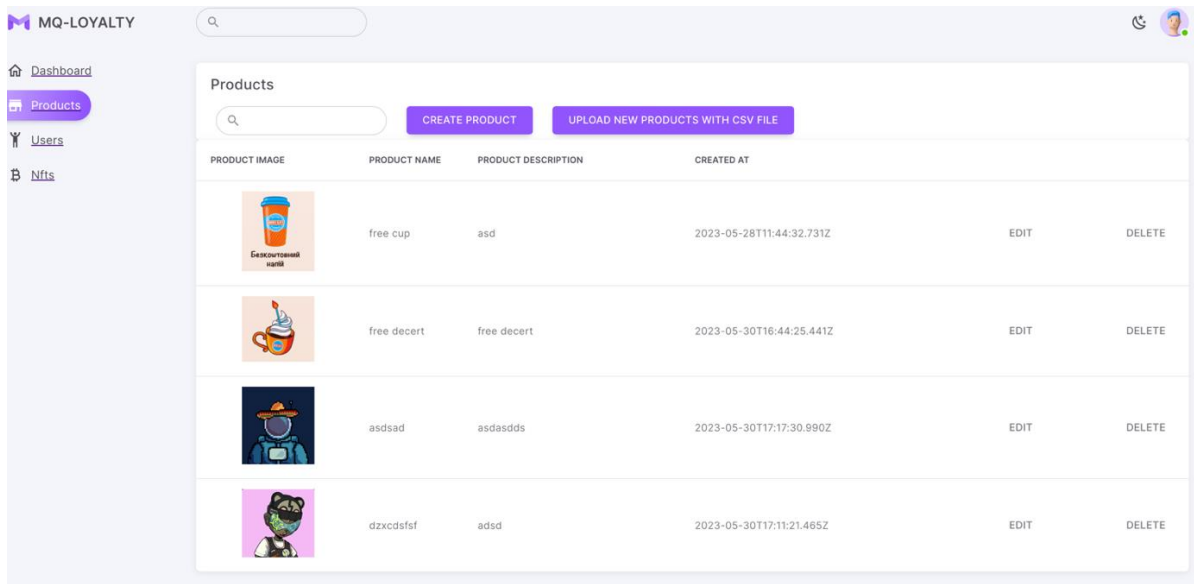 MQ-LOYALTY
Dashboard
Products
Users
Nfts
Products
CREATE PRODUCT UPLOAD NEW PRODUCTS WITH CSV FILE
PRODUCT IMAGE PRODUCT NAME PRODUCT DESCRIPTION CREATED AT
Безкоштовний
напій
free cup asd 2023-05-28T11:44:32.731Z EDIT DELETE
free decert free decert 2023-05-30T16:44:25.441Z EDIT DELETE
asdsad asdasdds 2023-05-30T17:17:30.990Z EDIT DELETE
dzxcdsfsf adsd 2023-05-30T17:11:21.465Z EDIT DELETE